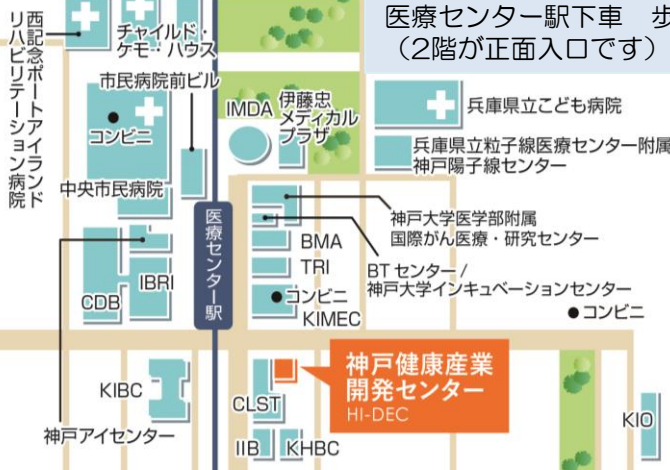 医療センター駅下車 歩
（2階が正面入口です）
西記念ポートアイランド
リハビリテーション病院
チャイルド・
ケモ・ハウス
市民病院前ビル
コンビニ
中央市民病院
IMDA
伊藤忠
メディカル
プラザ
兵庫県立こども病院
兵庫県立粒子線医療センター附属
神戸陽子線センター
医療センター駅
神戸大学医学部附属
国際がん医療・研究センター
BMA
TRI
BTセンター/
神戸大学インキュベーションセンター
コンビニ
KIMEC
コンビニ
IBRI
CDB
神戸健康産業
開発センター
HI-DEC
KIBC
CLST
神戸アイセンター
IIB
KHBC
KIO